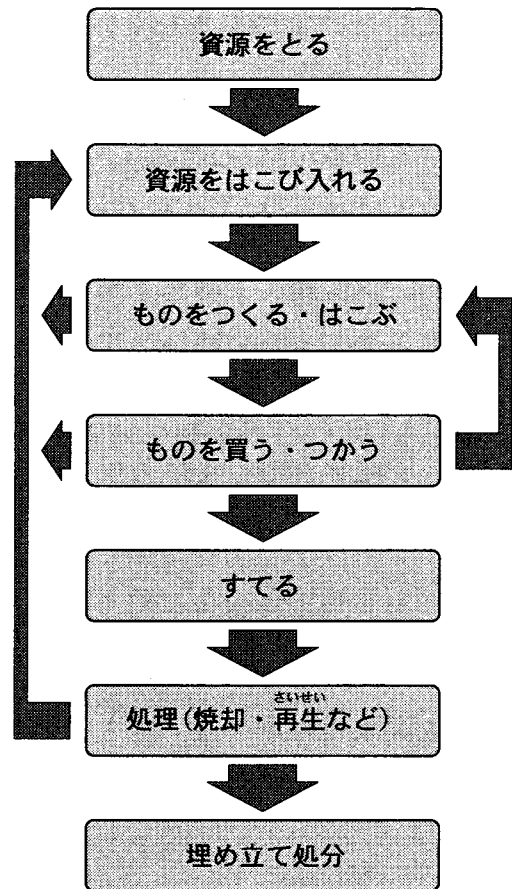 資源をとる
資源をはこび入れる
ものをつくる・はこぶ
ものを買う・つかう
すてる
さいせい
処理(焼却・再生など)
埋め立て処分